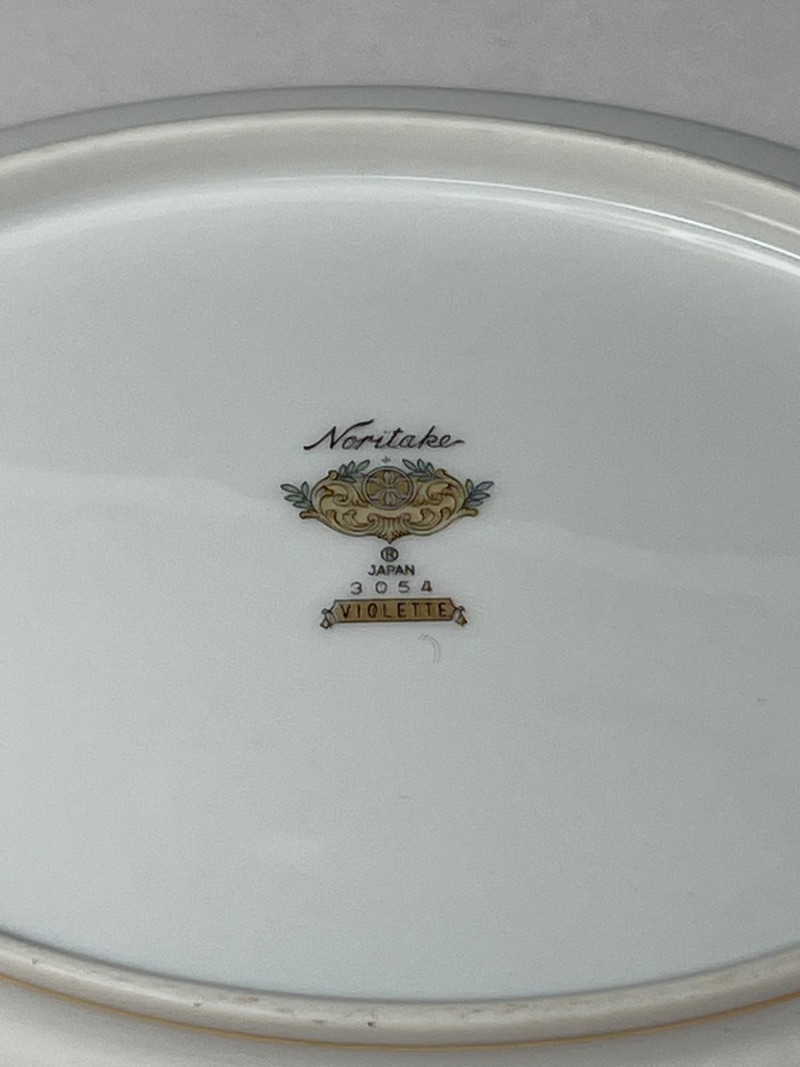 Noritake
®
JAPAN
3054
VIOLETTE